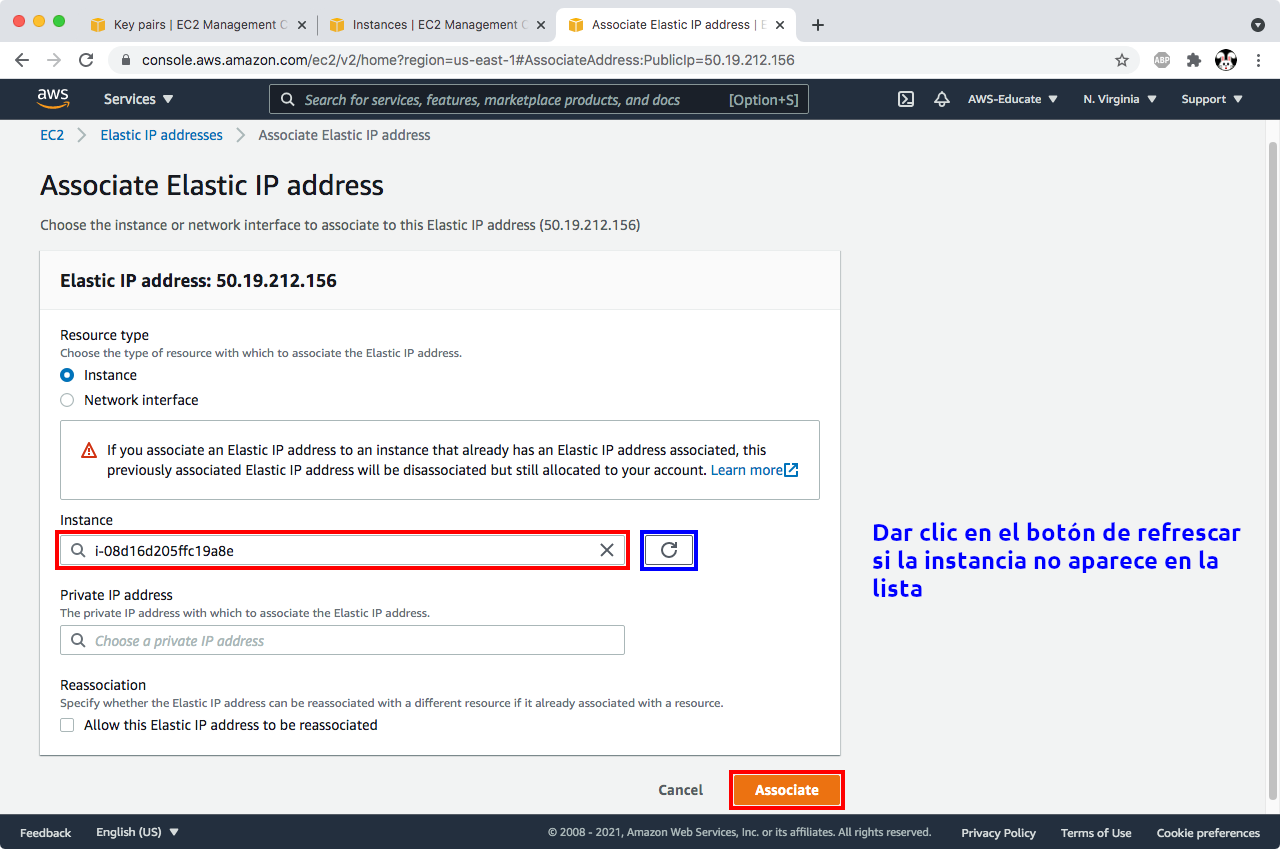 Key pairs | EC2 Management C
Instances | EC2 Management C
Associate Elastic IP address | E
console.aws.amazon.com/ec2/v2/home?region=us-east-1#AssociateAddress:PublicIp=50.19.212.156
ABP
aws
Services
Search for services, features, marketplace products, and docs
[Option+S]
AWS-Educate
N. Virginia
Support
EC2
Elastic IP addresses
Associate Elastic IP address
Associate Elastic IP address
Choose the instance or network interface to associate to this Elastic IP address (50.19.212.156)
Elastic IP address: 50.19.212.156
Resource type
Choose the type of resource with which to associate the Elastic IP address.
Instance
Network interface
If you associate an Elastic IP address to an instance that already has an Elastic IP address associated, this
previously associated Elastic IP address will be disassociated but still allocated to your account. Learn more
Instance
i-08d16d205ffc19a8e
Dar clic en el botón de refrescar
si la instancia no aparece en la
lista
Private IP address
The private IP address with which to associate the Elastic IP address.
Choose a private IP address
Reassociation
Specify whether the Elastic IP address can be reassociated with a different resource if it already associated with a resource.
Allow this Elastic IP address to be reassociated
Cancel
Associate
Feedback
English (US)
© 2008 - 2021, Amazon Web Services, Inc. or its affiliates. All rights reserved.
Privacy Policy
Terms of Use
Cookie preferences